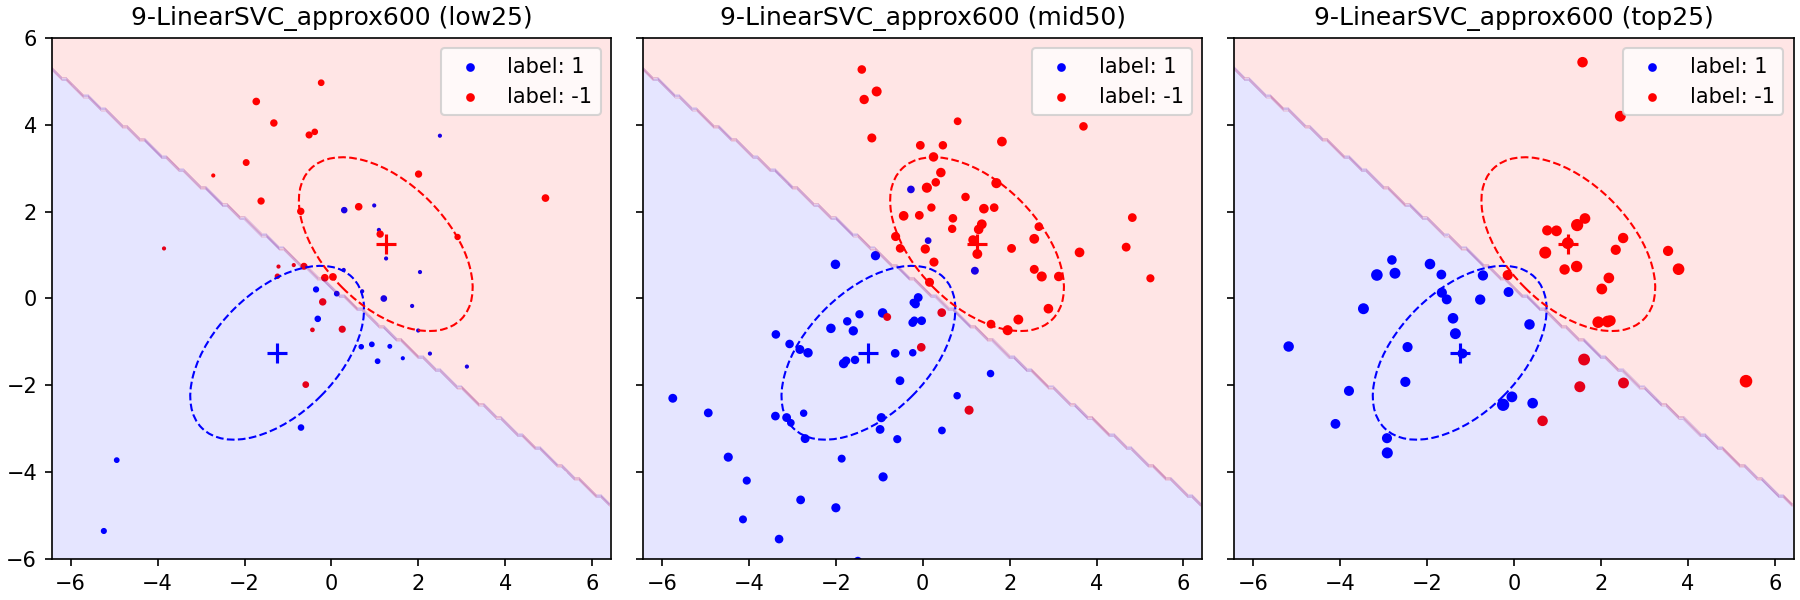 9-LinearSVC_approx600 (low25)
label: 1
label: -1
6
4
2
0
−2
−4
−6
−6 −4 −2 0 2 4 6
9-LinearSVC_approx600 (mid50)
label: 1
label: -1
−6 −4 −2 0 2 4 6
9-LinearSVC_approx600 (top25)
label: 1
label: -1
−6 −4 −2 0 2 4 6